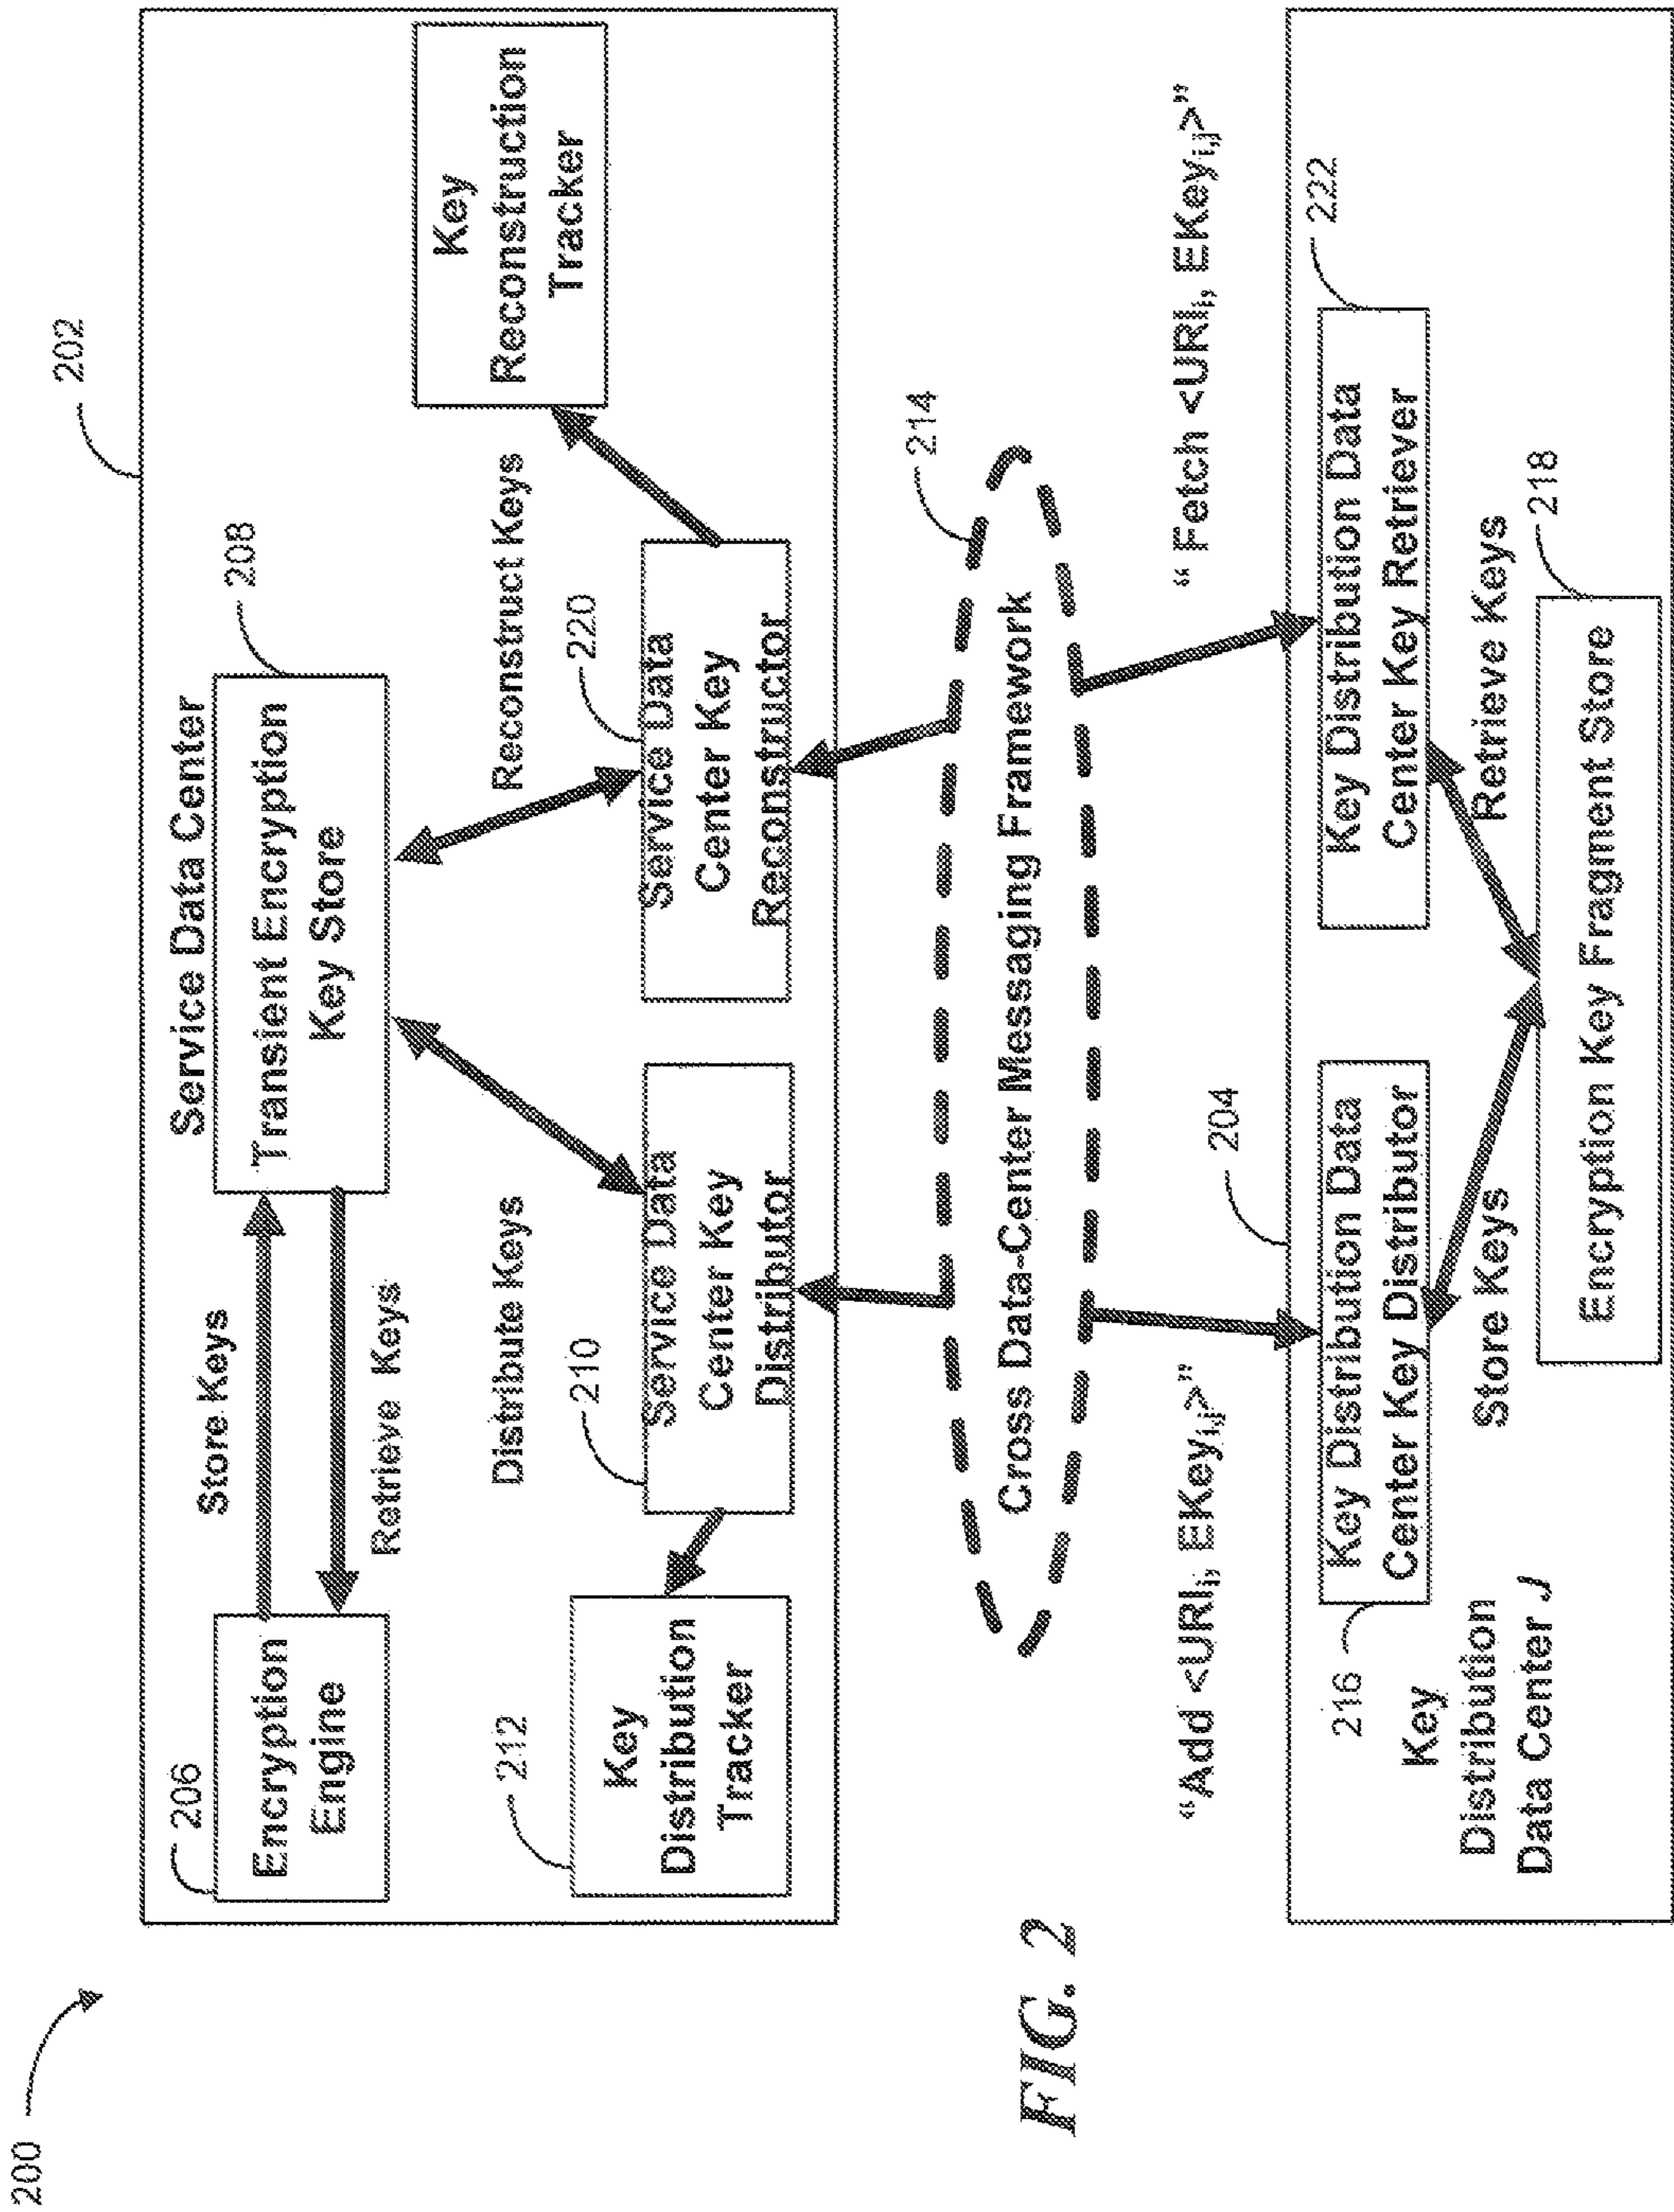 200
202
Service Data Center
206
Encryption
Engine
Store Keys
Retrieve Keys
208
Transient Encryption
Key Store
212
Key
Distribution
Tracker
Distribute Keys
210
Service Data
Center Key
Distributor
Reconstruct Keys
220
Service Data
Center Key
Reconstructor
Key
Reconstruction
Tracker
214
Cross Data-Center Messaging Framework
"Add <URIi, EKeyi,j>"
" Fetch <URIi, EKeyi,j>"
204
216
Key Distribution Data
Center Key Distributor
222
Key Distribution Data
Center Key Retriever
Key
Distribution
Data Center J
Store Keys
Retrieve Keys
218
Encryption Key Fragment Store
FIG. 2